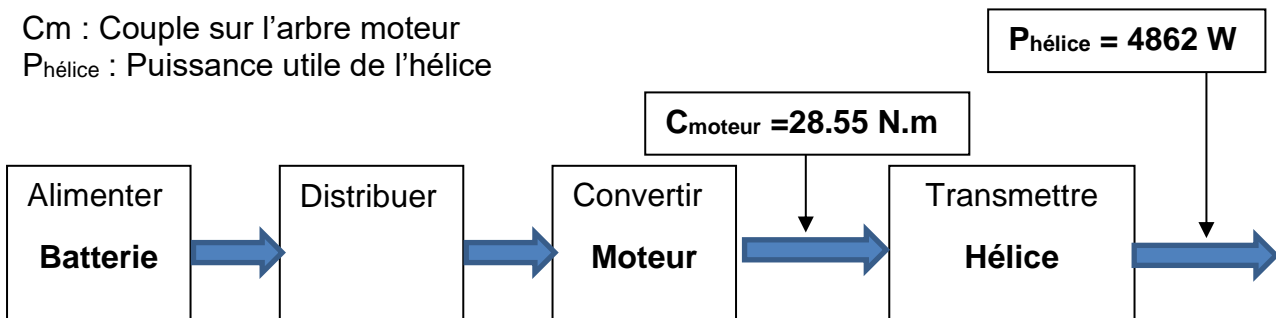 Cm : Couple sur l’arbre moteur
Phélice : Puissance utile de l’hélice
Phélice = 4862 W
Cmoteur =28.55 N.m
Alimenter
Batterie
Distribuer
Convertir
Moteur
Transmettre
Hélice